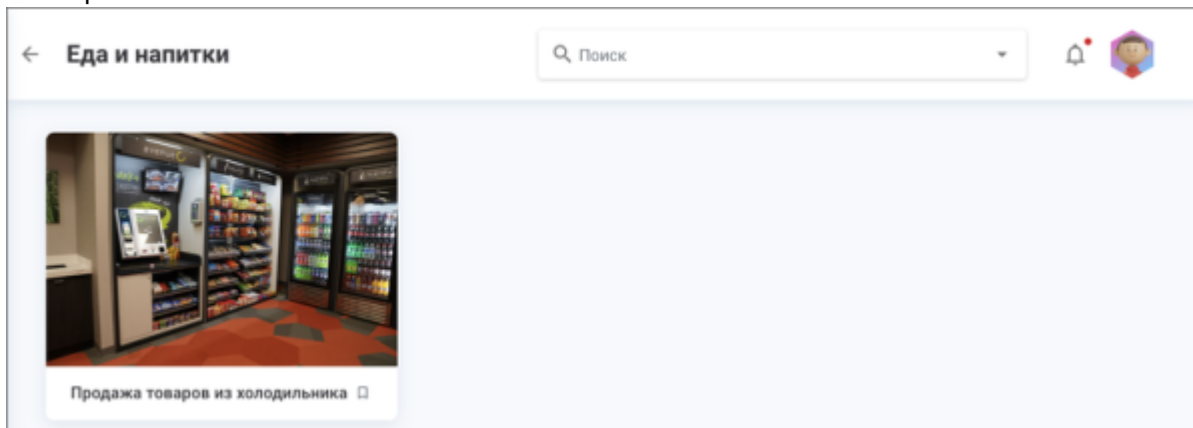 Еда и напитки
Поиск
Продажа товаров из холодильника